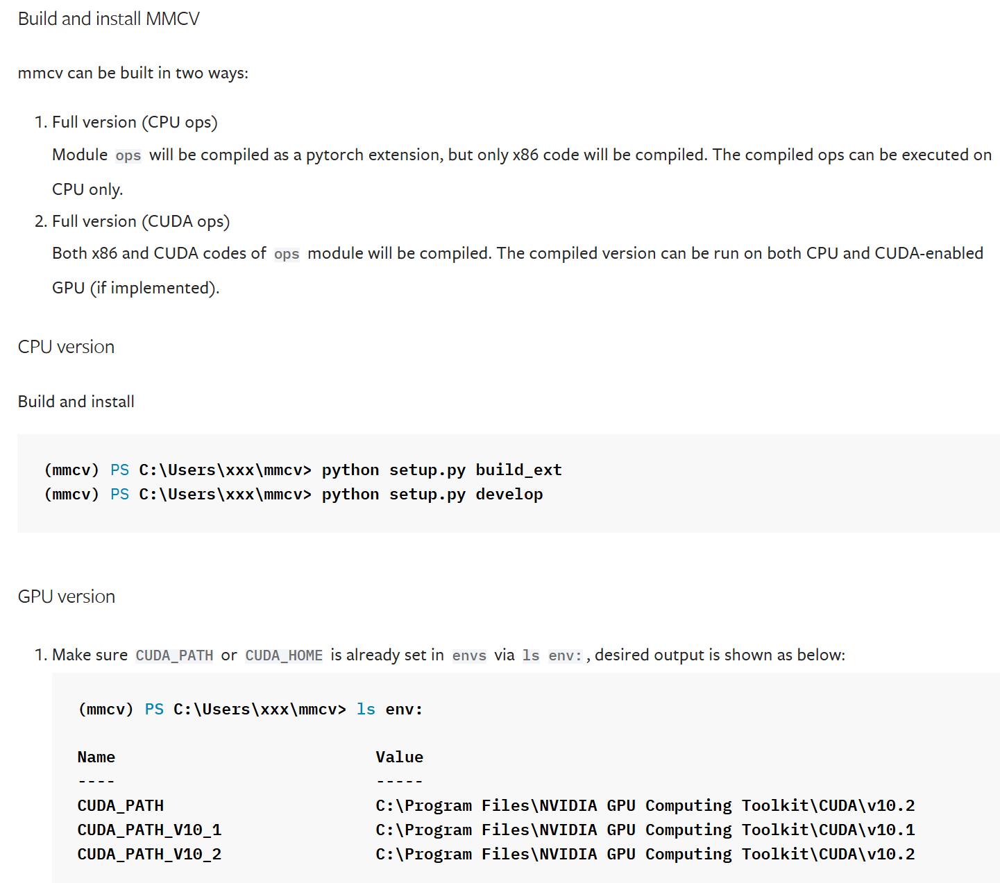 Build and install MMCV
mmcv can be built in two ways:
1. Full version (CPU ops)
Module ops will be compiled as a pytorch extension, but only x86 code will be compiled. The compiled ops can be executed on
CPU only.
2. Full version (CUDA ops)
Both x86 and CUDA codes of ops module will be compiled. The compiled version can be run on both CPU and CUDA-enabled
GPU (if implemented).
CPU version
Build and install
(mmcv) PS C:\Users\xxx\mmcv> python setup.py build_ext
(mmcv) PS C:\Users\xxx\mmcv> python setup.py develop
GPU version
1. Make sure CUDA_PATH or CUDA_HOME is already set in envs via ls env:, desired output is shown as below:
(mmcv) PS C:\Users\xxx\mmcv> ls env:
Name Value
---- -----
CUDA_PATH C:\Program Files\NVIDIA GPU Computing Toolkit\CUDA\v10.2
CUDA_PATH_V10_1 C:\Program Files\NVIDIA GPU Computing Toolkit\CUDA\v10.1
CUDA_PATH_V10_2 C:\Program Files\NVIDIA GPU Computing Toolkit\CUDA\v10.2